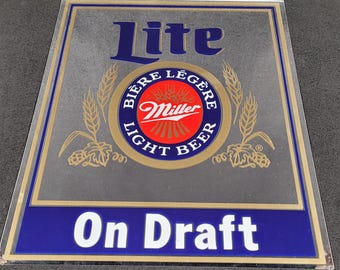 Lite
BIÈRE LÉGÈRE
Miller
LIGHT BEER
®
On Draft